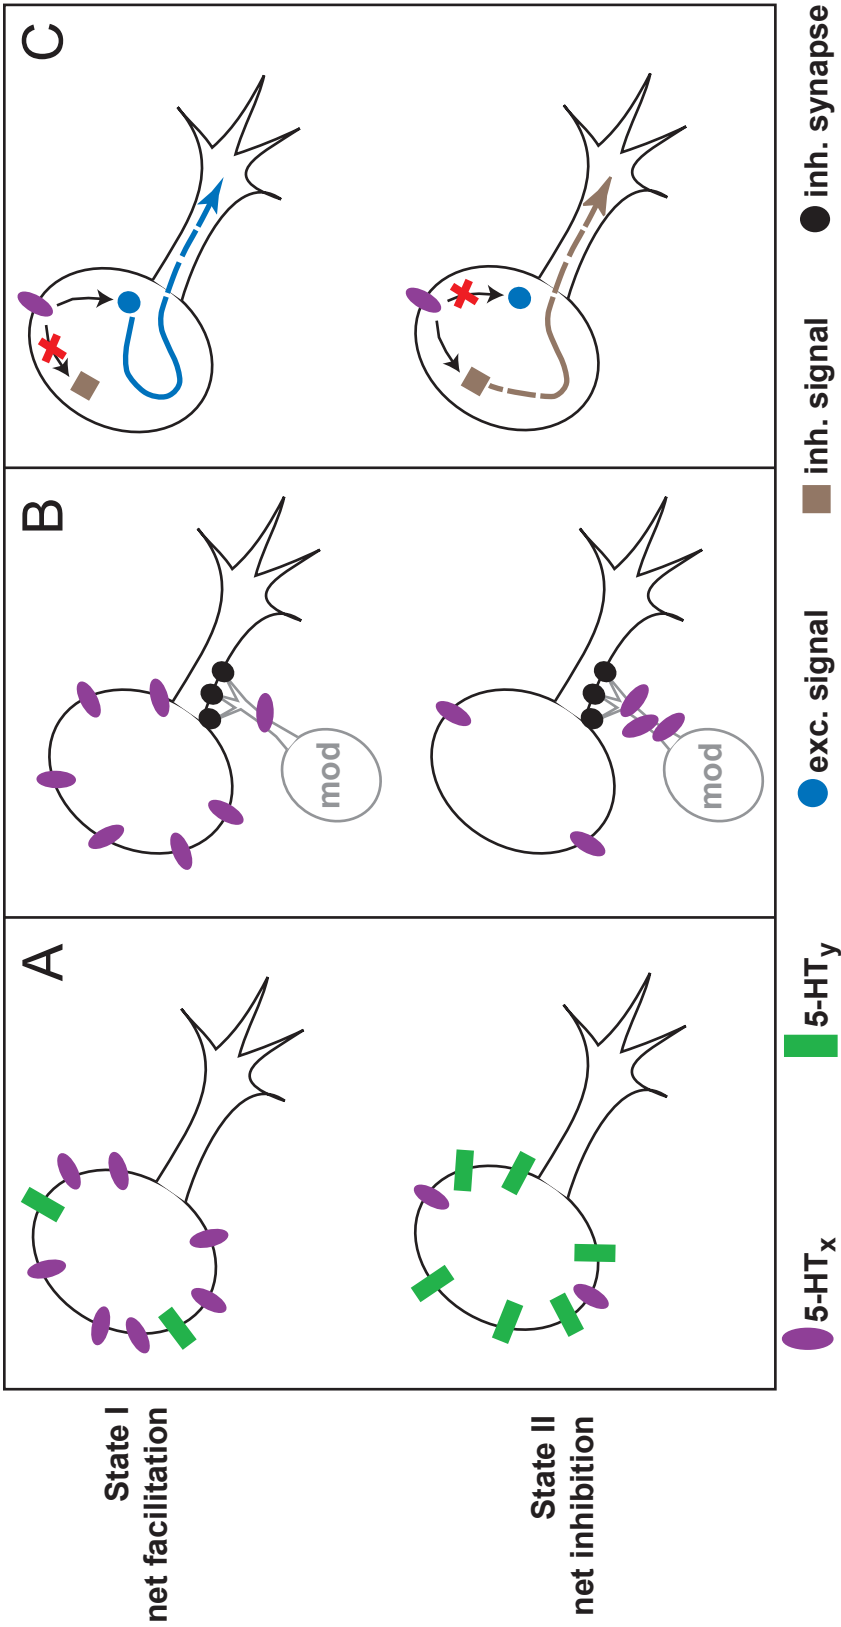 A
B
C
State I
net facilitation
mod
State II
net inhibition
mod
5-HTx
5-HTy
exc. signal
inh. signal
inh. synapse